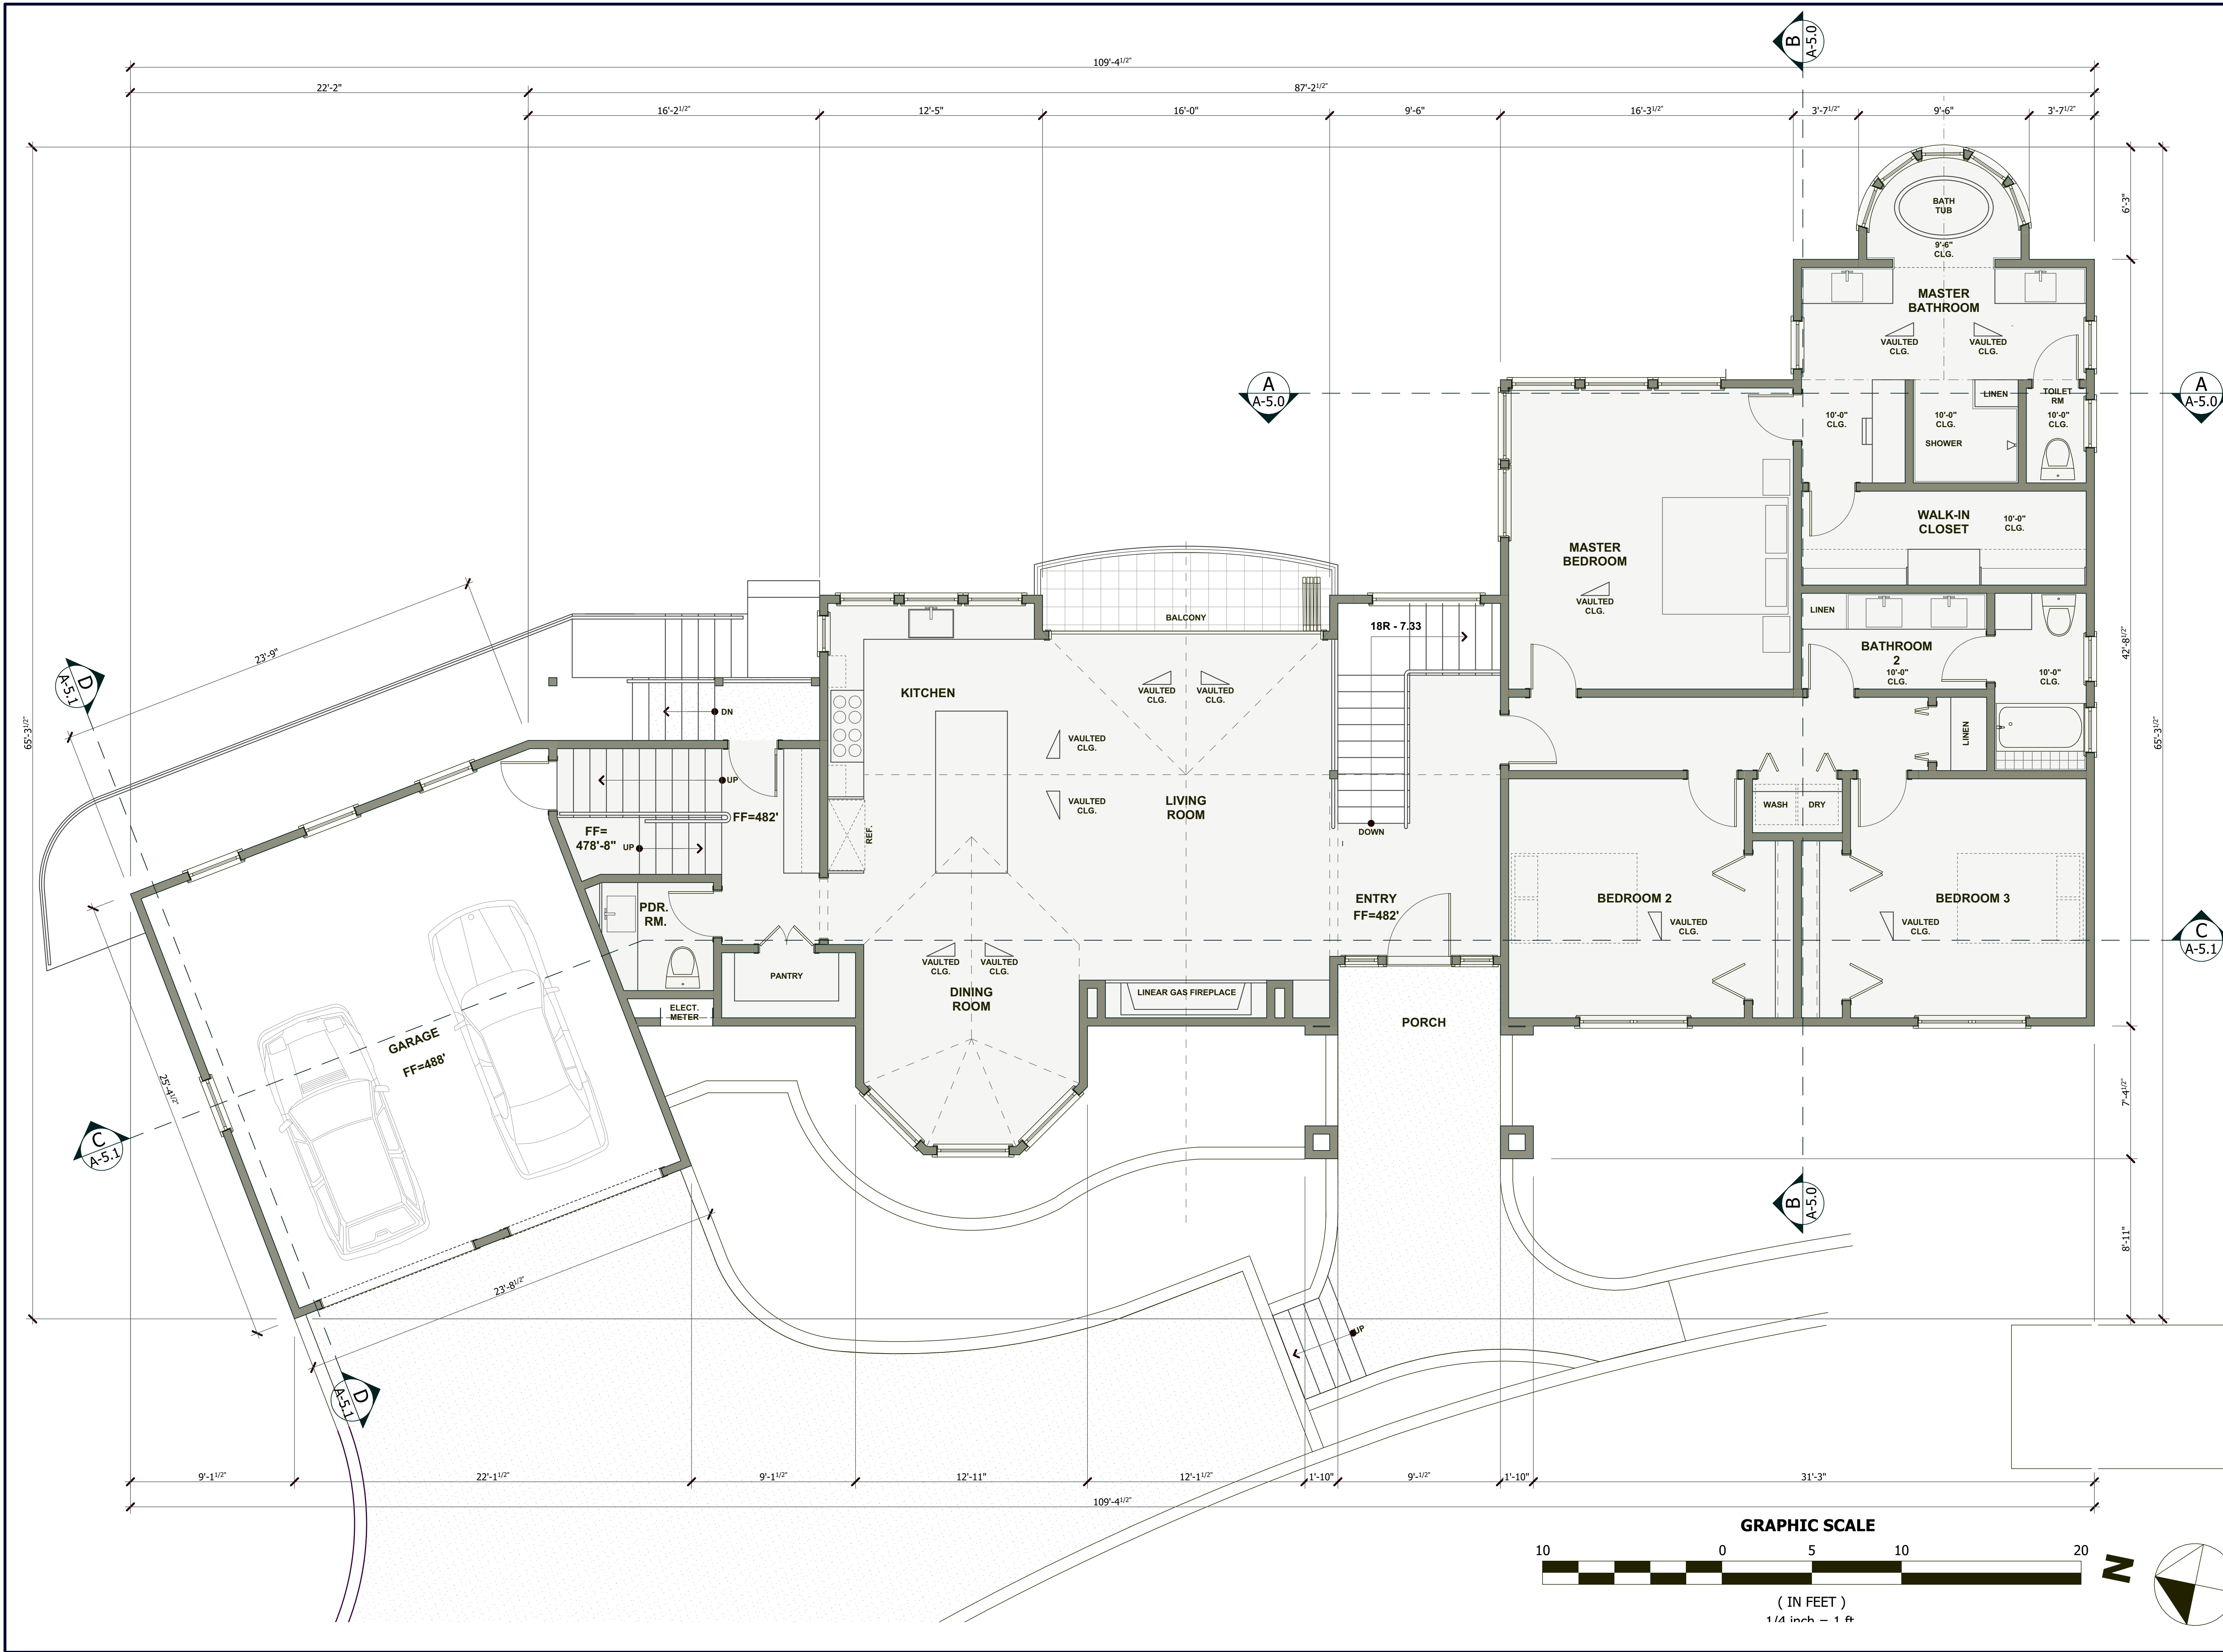 B
A-5.0
109'-4 1/2"
22'-2"
87'-2 1/2"
16'-2 1/2"
12'-5"
16'-0"
9'-6"
16'-3 1/2"
3'-7 1/2"
9'-6"
3'-7 1/2"
6'-3"
BATH
TUB
9'-6"
CLG.
MASTER
BATHROOM
VAULTED
CLG.
VAULTED
CLG.
A
A-5.0
A
A-5.0
LINEN
TOILET
RM
10'-0"
CLG.
10'-0"
CLG.
10'-0"
CLG.
SHOWER
WALK-IN
CLOSET
10'-0"
CLG.
MASTER
BEDROOM
VAULTED
CLG.
LINEN
BATHROOM
2
10'-0"
CLG.
10'-0"
CLG.
42'-8 1/2"
65'-3 1/2"
65'-3 1/2"
BALCONY
18R - 7.33
23'-9"
D
A-5.1
KITCHEN
VAULTED
CLG.
VAULTED
CLG.
DN
VAULTED
CLG.
LINEN
UP
FF=482'
FF=
478'-8"
UP
REF.
VAULTED
CLG.
LIVING
ROOM
DOWN
WASH
DRY
PDR.
RM.
ENTRY
FF=482'
BEDROOM 2
VAULTED
CLG.
BEDROOM 3
VAULTED
CLG.
C
A-5.1
PANTRY
VAULTED
CLG.
VAULTED
CLG.
DINING
ROOM
LINEAR GAS FIREPLACE
ELECT.
METER
PORCH
GARAGE
FF=488'
25'-4 1/2"
C
A-5.1
7'-4 1/2"
B
A-5.0
8'-11"
23'-8 1/2"
UP
D
A-5.1
9'-1 1/2"
22'-1 1/2"
9'-1 1/2"
12'-11"
12'-1 1/2"
1'-10"
9'-1/2"
1'-10"
31'-3"
109'-4 1/2"
GRAPHIC SCALE
10
0
5
10
20
N
( IN FEET )
1/4 inch = 1 ft